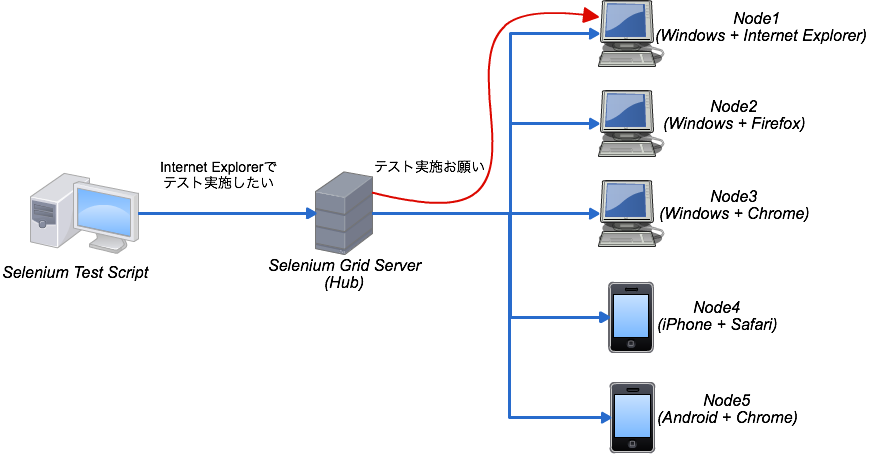 Node1
(Windows + Internet Explorer)
Node2
(Windows + Firefox)
Internet Explorerで
テスト実施したい
テスト実施お願い
Node3
(Windows + Chrome)
Selenium Test Script
Selenium Grid Server
(Hub)
Node4
(iPhone + Safari)
Node5
(Android + Chrome)